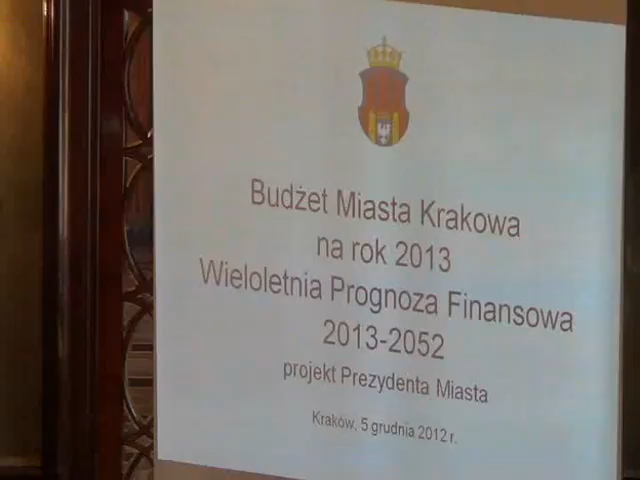 Budżet Miasta Krakowa
na rok 2013
Wieloletnia Prognoza Finansowa
2013-2052
projekt Prezydenta Miasta
Kraków, 5 grudnia 2012 r.